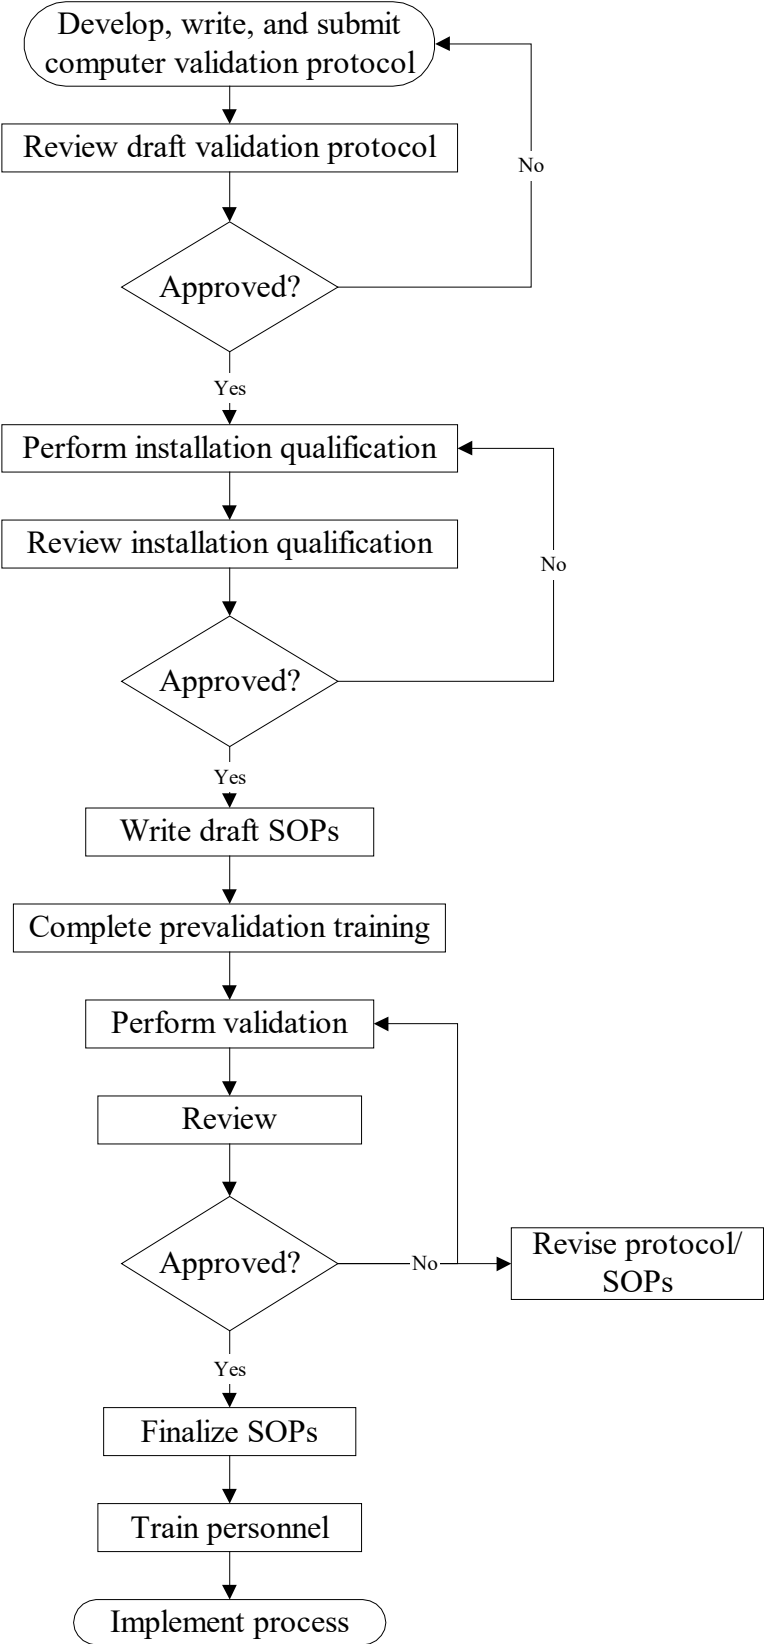 Develop, write, and submit
computer validation protocol
Review draft validation protocol
No
Approved?
Yes
Perform installation qualification
Review installation qualification
No
Approved?
Yes
Write draft SOPs
Complete prevalidation training
Perform validation
Review
Approved?
No
Revise protocol/
SOPs
Yes
Finalize SOPs
Train personnel
Implement process